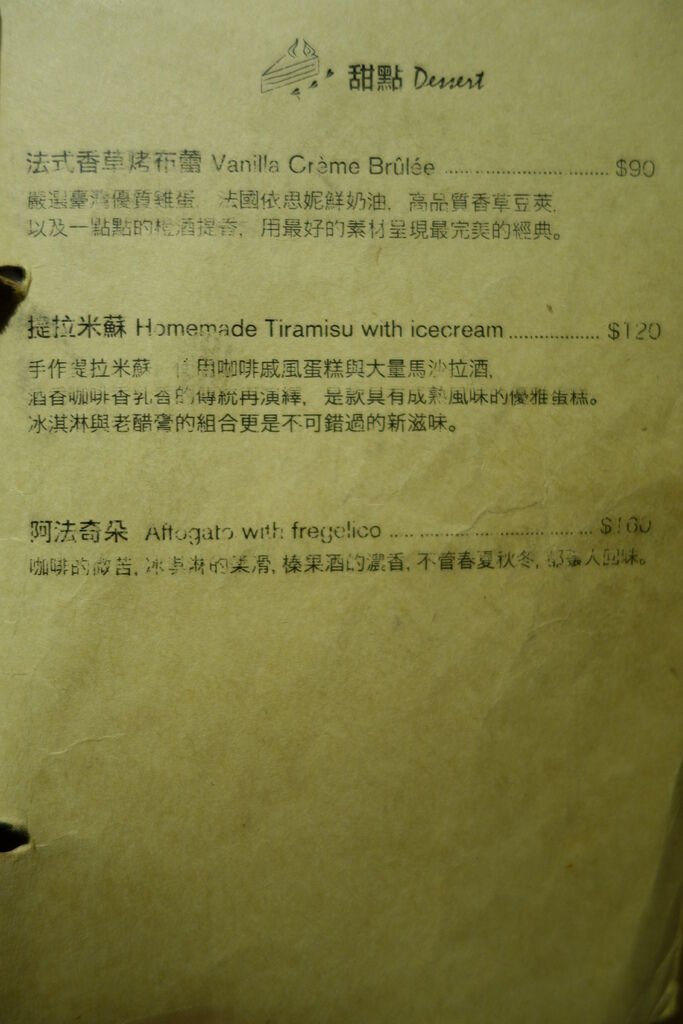 甜點 Dessert
法式香草烤布蕾 Vanilla Crème Brûlée ........................ $90
嚴選臺灣優質雞蛋, 法國依思妮鮮奶油, 高品質香草豆莢,
以及一點點的橙酒提香, 用最好的素材呈現最完美的經典。
提拉米蘇 Homemade Tiramisu with icecream .................. $120
手作提拉米蘇 用咖啡戚風蛋糕與大量馬沙拉酒,
酒香咖啡香乳香的傳統再演繹, 是款具有成熟風味的優雅蛋糕。
冰淇淋與老醋膏的組合更是不可錯過的新滋味。
阿法奇朵 Affogato with fregelico .................................... $160
咖啡的微苦, 冰淇淋的柔滑, 榛果酒的濃香, 不管春夏秋冬, 都讓人回味。